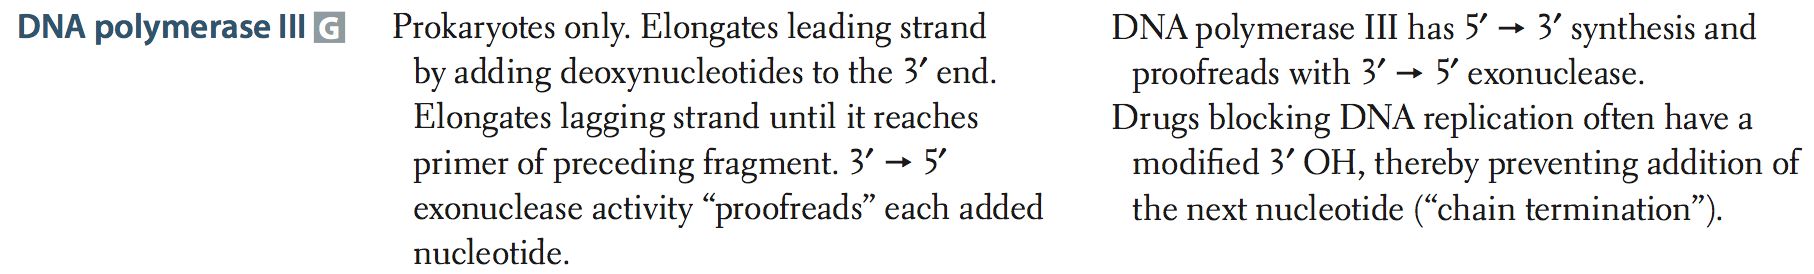 DNA polymerase III G
Prokaryotes only. Elongates leading strand
by adding deoxynucleotides to the 3′ end.
Elongates lagging strand until it reaches
primer of preceding fragment. 3′ → 5′
exonuclease activity “proofreads” each added
nucleotide.
DNA polymerase III has 5′ → 3′ synthesis and
proofreads with 3′ → 5′ exonuclease.
Drugs blocking DNA replication often have a
modified 3′ OH, thereby preventing addition of
the next nucleotide (“chain termination”).